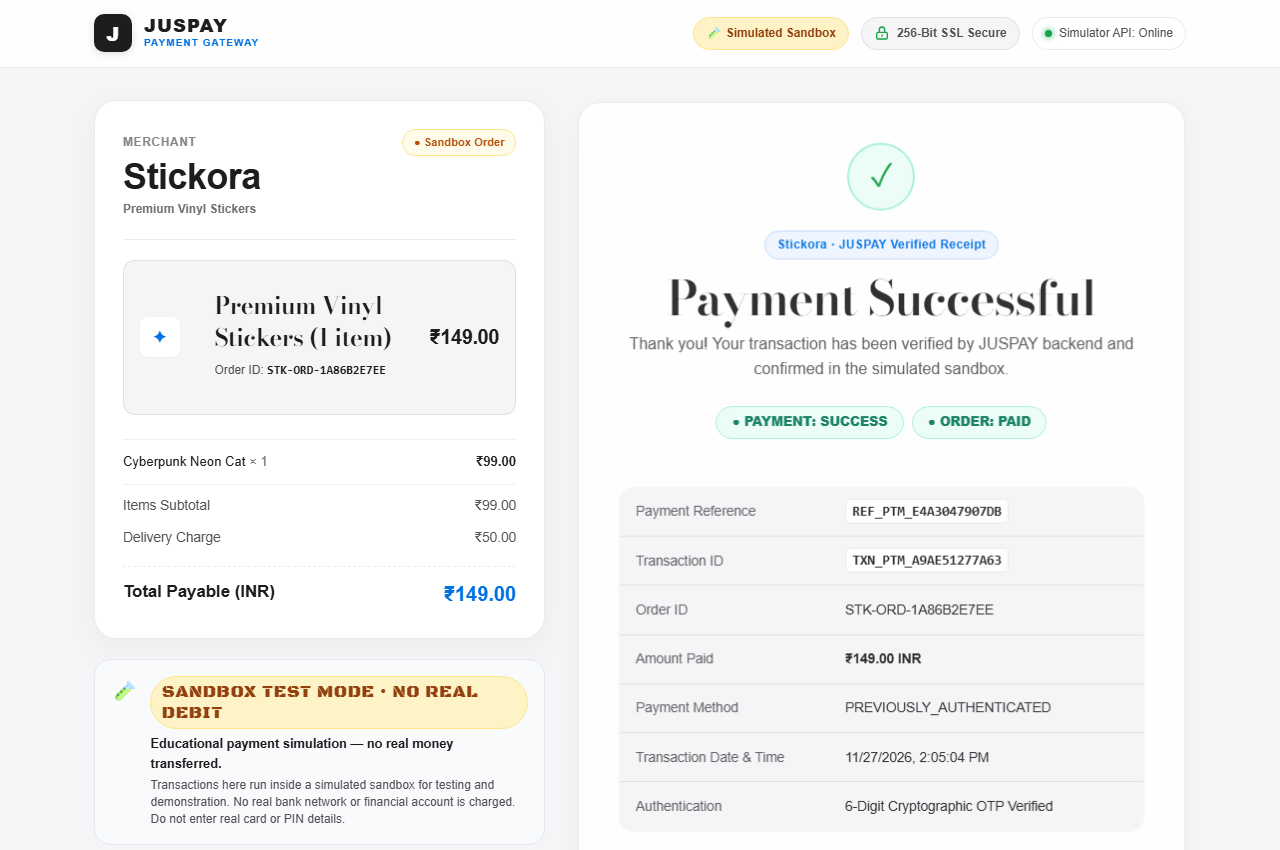 J
JUSPAY
PAYMENT GATEWAY
Simulated Sandbox
256-Bit SSL Secure
Simulator API: Online
MERCHANT
• Sandbox Order
Stickora
Premium Vinyl Stickers
Premium Vinyl
Stickers (1 item)
₹149.00
Order ID: STK-ORD-1A86B2E7EE
Cyberpunk Neon Cat × 1 ₹99.00
Items Subtotal ₹99.00
Delivery Charge ₹50.00
Total Payable (INR) ₹149.00
SANDBOX TEST MODE • NO REAL
DEBIT
Educational payment simulation — no real money
transferred.
Transactions here run inside a simulated sandbox for testing and
demonstration. No real bank network or financial account is charged.
Do not enter real card or PIN details.
Stickora · JUSPAY Verified Receipt
Payment Successful
Thank you! Your transaction has been verified by JUSPAY backend and
confirmed in the simulated sandbox.
• PAYMENT: SUCCESS
• ORDER: PAID
Payment Reference REF_PTM_E4A3047907DB
Transaction ID TXN_PTM_A9AE51277A63
Order ID STK-ORD-1A86B2E7EE
Amount Paid ₹149.00 INR
Payment Method PREVIOUSLY_AUTHENTICATED
Transaction Date & Time 11/27/2026, 2:05:04 PM
Authentication 6-Digit Cryptographic OTP Verified